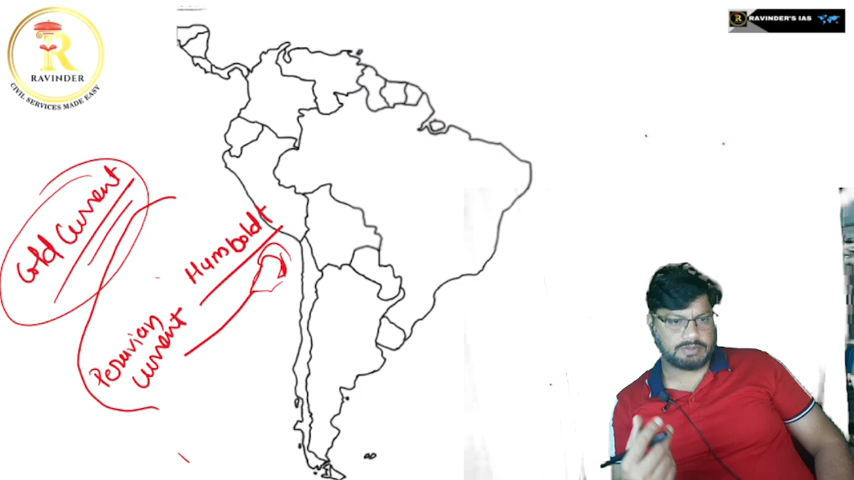 R
RAVINDER
CIVIL SERVICES MADE EASY
R
RAVINDER'S IAS
Cold Current
Humboldt
Peruvian
Current